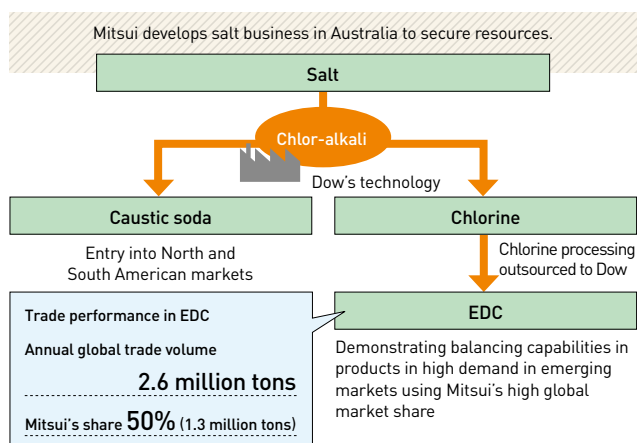 Mitsui develops salt business in Australia to secure resources.
Salt
Chlor-alkali
Dow's technology
Caustic soda
Entry into North and
South American markets
Chlorine
Chlorine processing
outsourced to Dow
EDC
Demonstrating balancing capabilities in
products in high demand in emerging
markets using Mitsui's high global
market share
Trade performance in EDC
Annual global trade volume
2.6 million tons
Mitsui's share 50% (1.3 million tons)